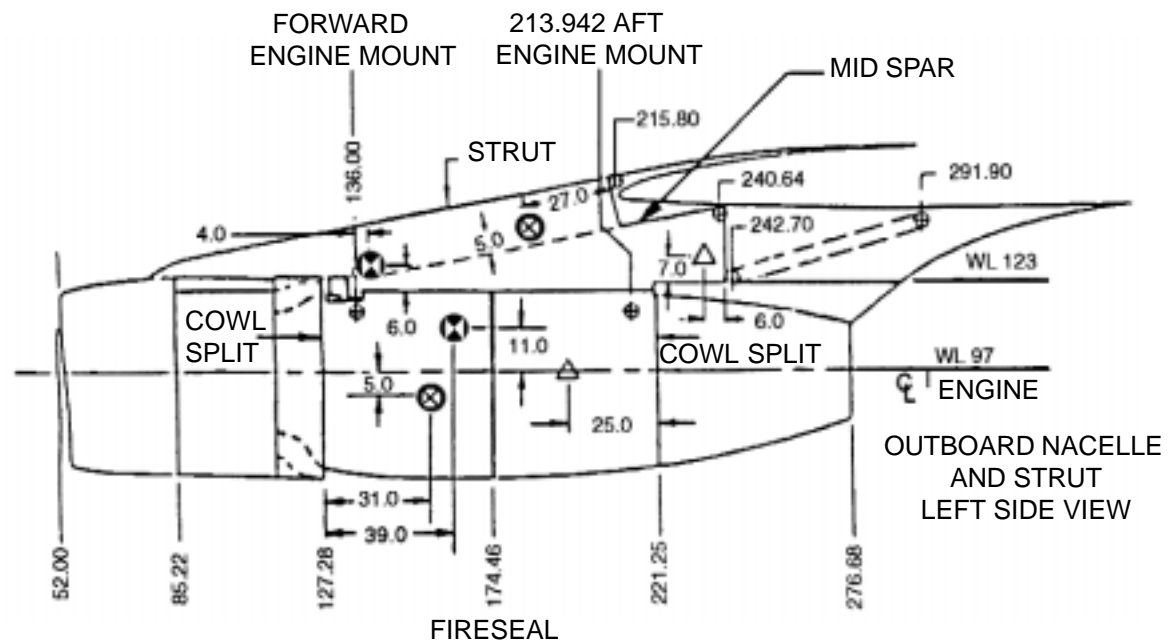 FORWARD
ENGINE MOUNT
213.942 AFT
ENGINE MOUNT
MID SPAR
215.80
136.00
STRUT
27.0
240.64
291.90
4.0
5.0
242.70
7.0
WL 123
6.0
6.0
COWL
SPLIT
11.0
COWL SPLIT
WL 97
5.0
℄ ENGINE
25.0
OUTBOARD NACELLE
AND STRUT
LEFT SIDE VIEW
31.0
39.0
52.00
85.22
127.28
174.46
221.25
276.68
FIRESEAL